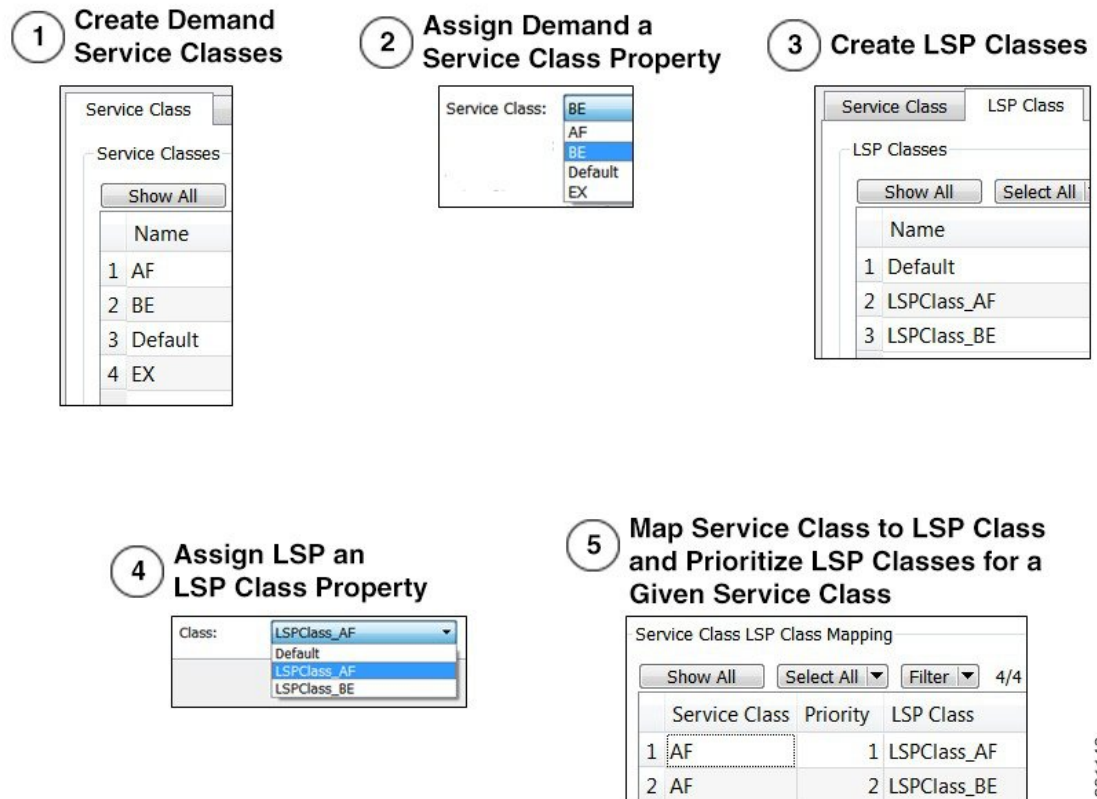 1
Create Demand
Service Classes
Service Class
Service Classes
Show All
Name
1 AF
2 BE
3 Default
4 EX
2
Assign Demand a
Service Class Property
Service Class: BE
AF
BE
Default
EX
3
Create LSP Classes
Service Class LSP Class
LSP Classes
Show All Select All
Name
1 Default
2 LSPClass_AF
3 LSPClass_BE
4
Assign LSP an
LSP Class Property
Class: LSPClass_AF
Default
LSPClass_AF
LSPClass_BE
5
Map Service Class to LSP Class
and Prioritize LSP Classes for a
Given Service Class
Service Class LSP Class Mapping
Show All Select All Filter 4/4
Service Class Priority LSP Class
1 AF 1 LSPClass_AF
2 AF 2 LSPClass_BE